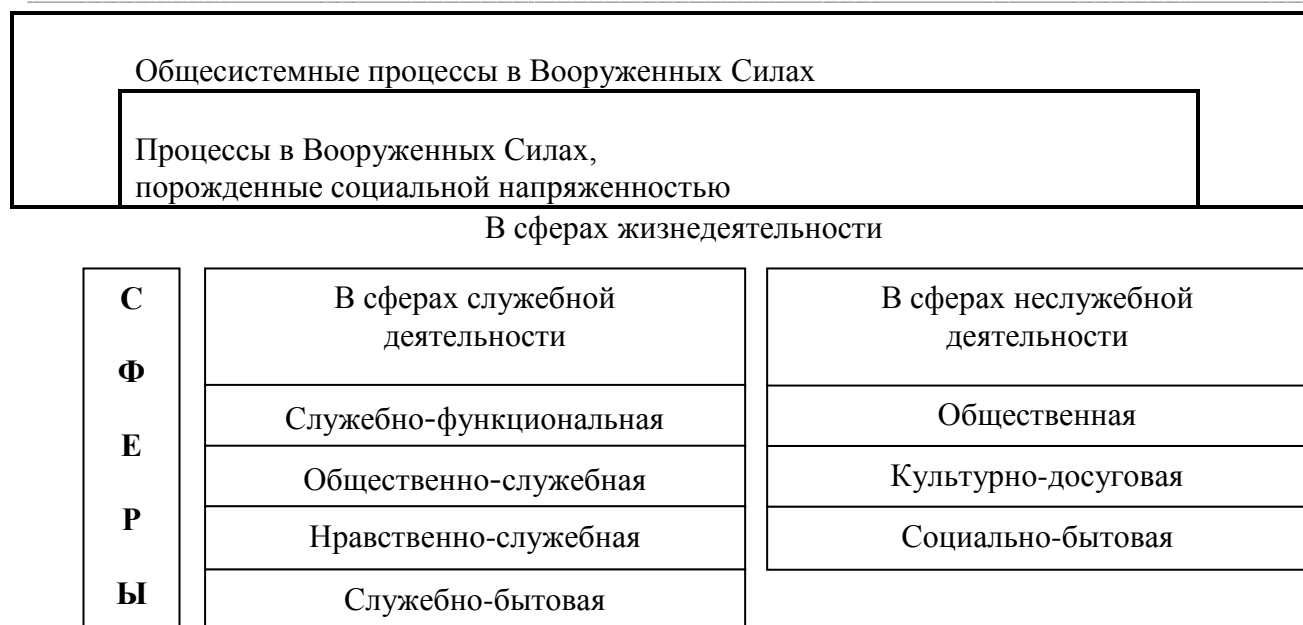 Общесистемные процессы в Вооруженных Силах
Процессы в Вооруженных Силах,
порожденные социальной напряженностью
В сферах жизнедеятельности
С
Ф
Е
Р
Ы
В сферах служебной
деятельности
Служебно-функциональная
Общественно-служебная
Нравственно-служебная
Служебно-бытовая
В сферах неслужебной
деятельности
Общественная
Культурно-досуговая
Социально-бытовая